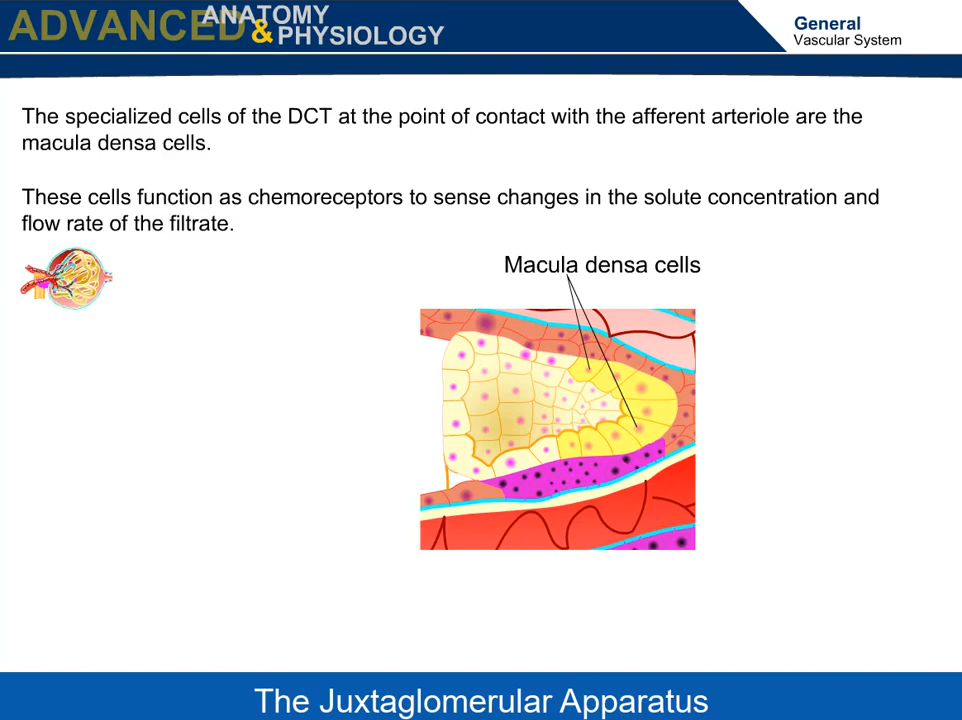 ADVANCED ANATOMY
& PHYSIOLOGY
General
Vascular System
The specialized cells of the DCT at the point of contact with the afferent arteriole are the
macula densa cells.
These cells function as chemoreceptors to sense changes in the solute concentration and
flow rate of the filtrate.
Macula densa cells
The Juxtaglomerular Apparatus